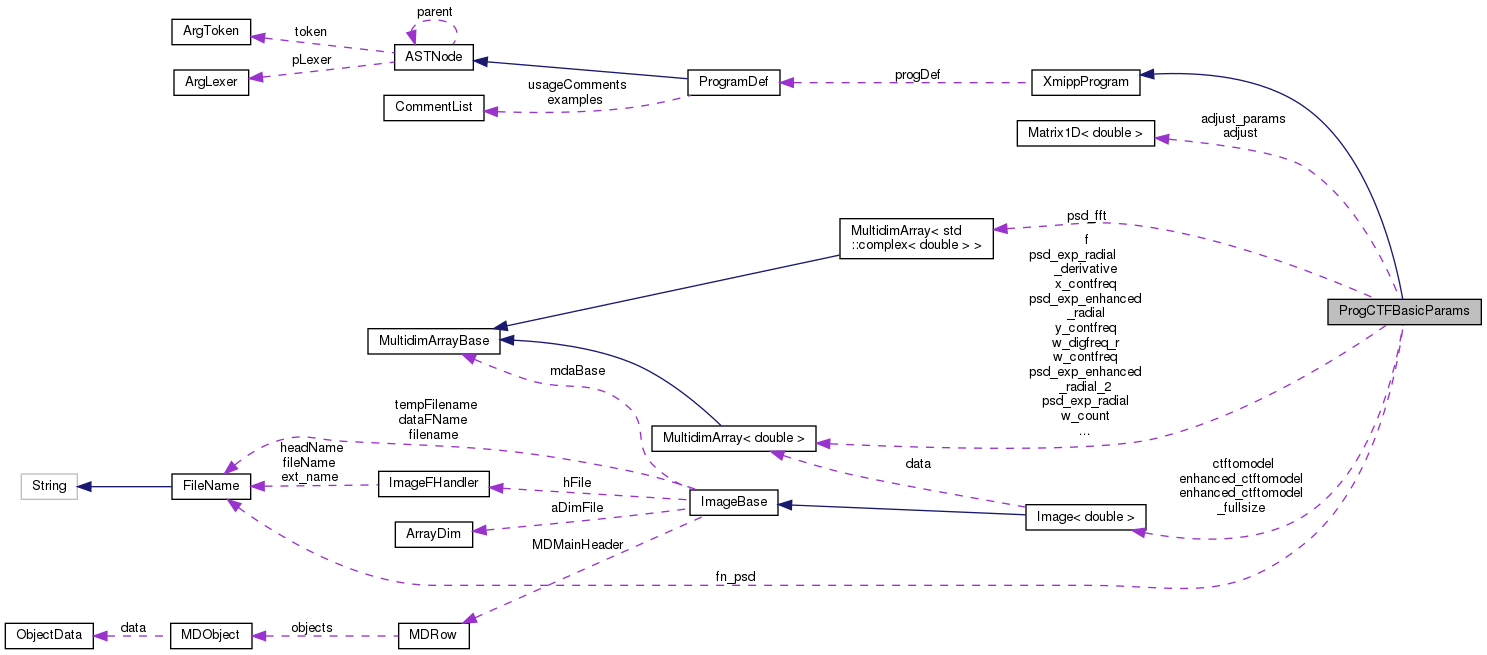 parent
ArgToken
token
ASTNode
pLexer
ArgLexer
ProgramDef
progDef
XmippProgram
usageComments
examples
CommentList
adjust_params
adjust
Matrix1D< double >
psd_fft
MultidimArray< std
::complex< double > >
f
psd_exp_radial
_derivative
x_contfreq
psd_exp_enhanced
_radial
y_contfreq
w_digfreq_r
w_contfreq
psd_exp_enhanced
_radial_2
psd_exp_radial
w_count
...
ProgCTFBasicParams
MultidimArrayBase
mdaBase
tempFilename
dataFName
filename
MultidimArray< double >
headName
fileName
ext_name
data
ctftomodel
enhanced_ctftomodel
enhanced_ctftomodel
_fullsize
String
FileName
ImageFHandler
hFile
ImageBase
aDimFile
Image< double >
ArrayDim
MDMainHeader
fn_psd
ObjectData
data
MDObject
objects
MDRow